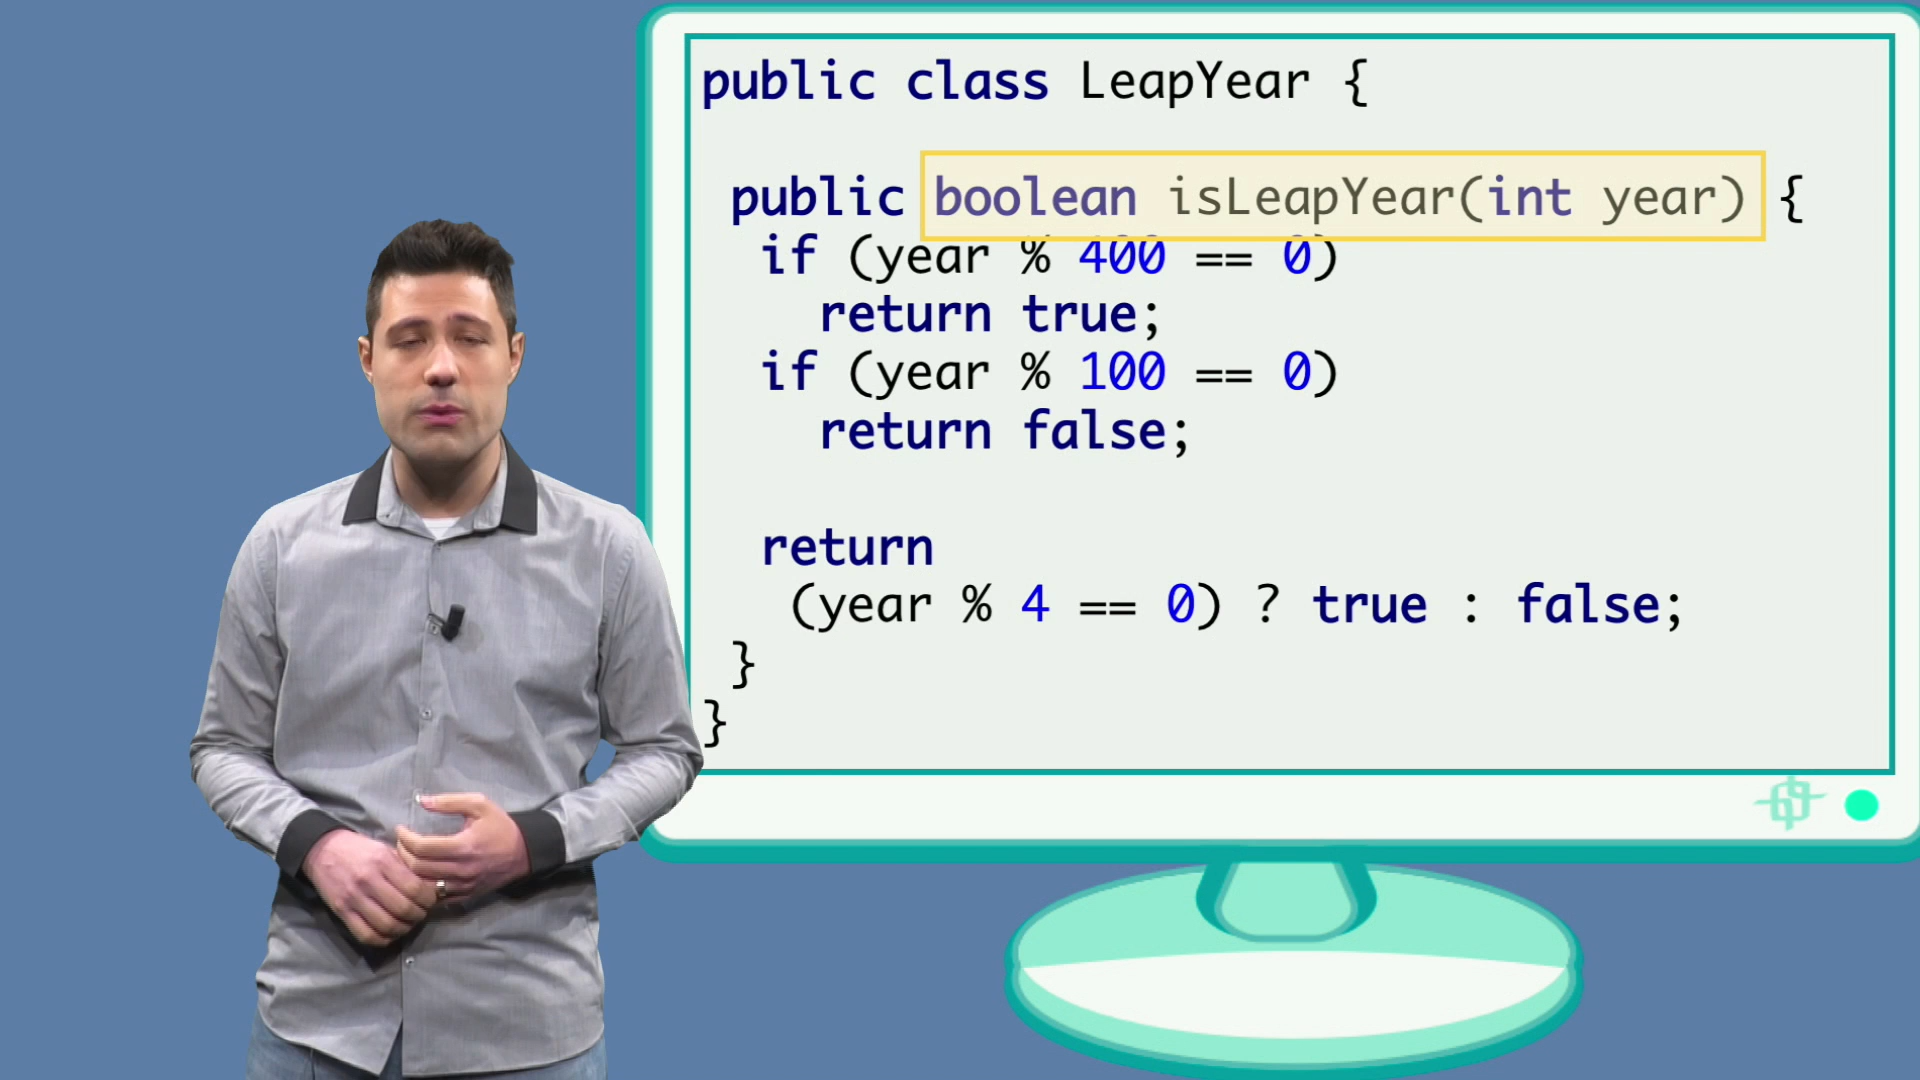 public class LeapYear {
public boolean isLeapYear(int year) {
if (year % 400 == 0)
return true;
if (year % 100 == 0)
return false;
return
(year % 4 == 0) ? true : false;
}
}